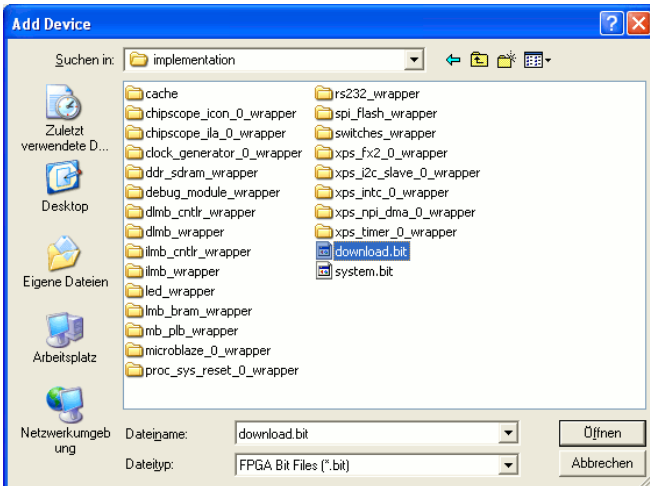 Add Device
Suchen in: implementation
cache
chipscope_icon_0_wrapper
chipscope_ila_0_wrapper
clock_generator_0_wrapper
ddr_sdram_wrapper
debug_module_wrapper
dlmb_cntlr_wrapper
dlmb_wrapper
ilmb_cntlr_wrapper
ilmb_wrapper
led_wrapper
lmb_bram_wrapper
mb_plb_wrapper
microblaze_0_wrapper
proc_sys_reset_0_wrapper
rs232_wrapper
spi_flash_wrapper
switches_wrapper
xps_fx2_0_wrapper
xps_i2c_slave_0_wrapper
xps_intc_0_wrapper
xps_npi_dma_0_wrapper
xps_timer_0_wrapper
download.bit
system.bit
Zuletzt
verwendete D...
Desktop
Eigene Dateien
Arbeitsplatz
Netzwerkumgeb
ung
Dateiname: download.bit Öffnen
Dateityp: FPGA Bit Files (*.bit) Abbrechen